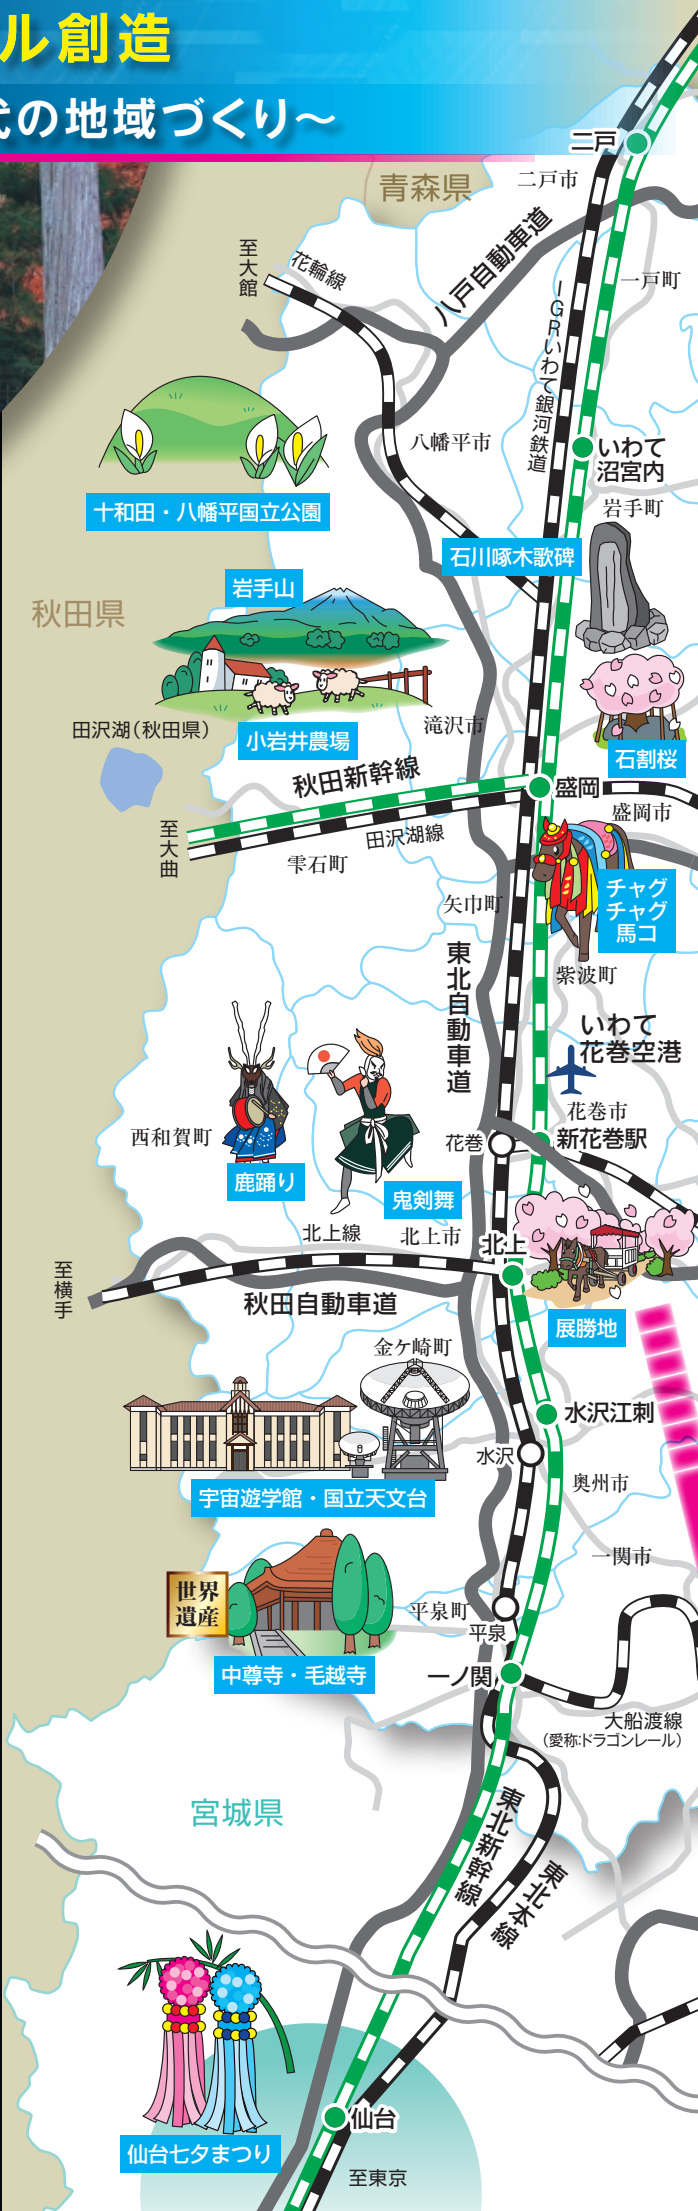 ル創造
代の地域づくり～
二戸
青森県
二戸市
至大館
花輪線
八戸自動車道
一戸町
IGRいわて銀河鉄道
八幡平市
いわて
沼宮内
岩手町
十和田・八幡平国立公園
石川啄木歌碑
岩手山
秋田県
滝沢市
田沢湖(秋田県)
小岩井農場
石割桜
秋田新幹線
盛岡
盛岡市
至大曲
田沢湖線
雫石町
チャグ
チャグ
馬コ
矢巾町
東北自動車道
紫波町
いわて
花巻空港
花巻市
西和賀町
花巻
新花巻駅
鹿踊り
鬼剣舞
北上線
北上市
北上
至横手
秋田自動車道
展勝地
金ケ崎町
水沢江刺
水沢
宇宙遊学館・国立天文台
奥州市
一関市
世界
遺産
平泉町
平泉
中尊寺・毛越寺
一ノ関
大船渡線
(愛称:ドラゴンレール)
宮城県
東北新幹線
東北本線
仙台
仙台七夕まつり
至東京